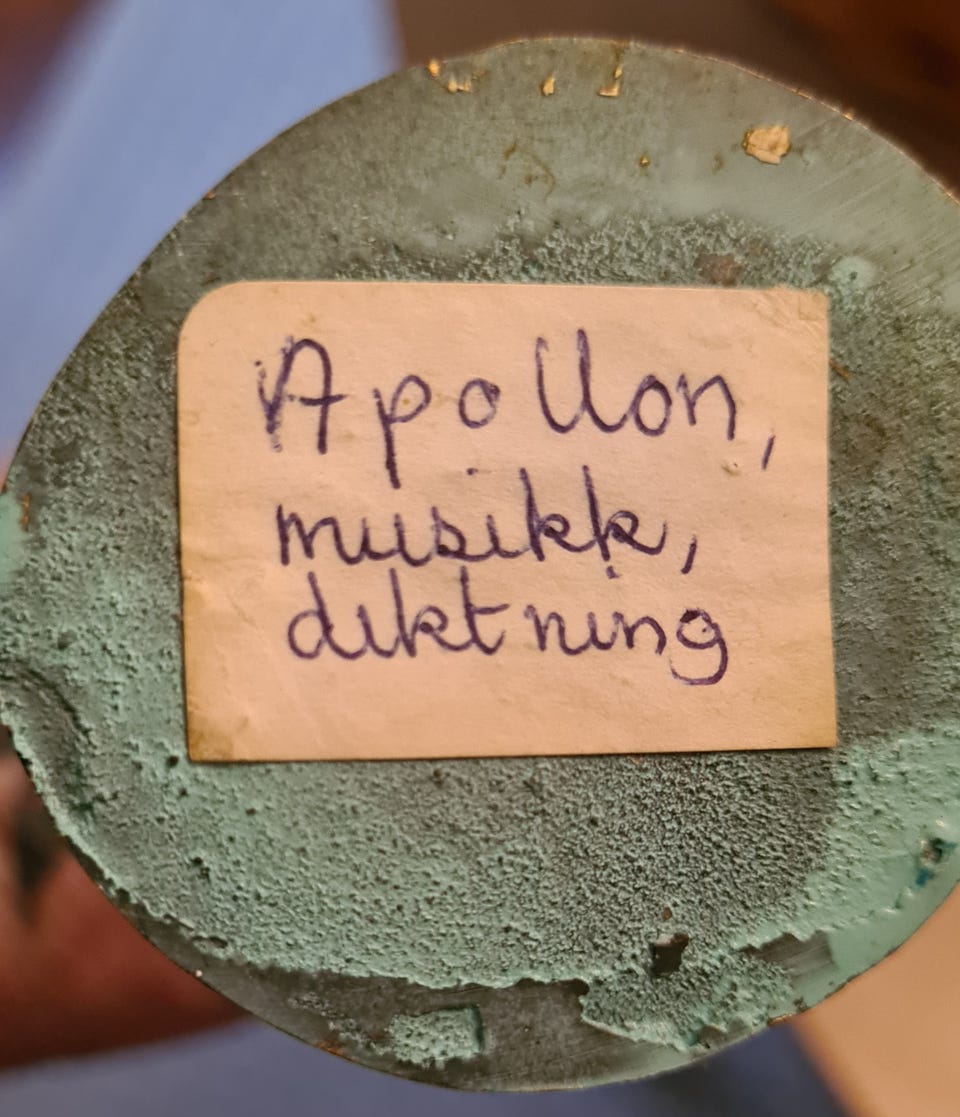 Apollon,
musikk,
diktning